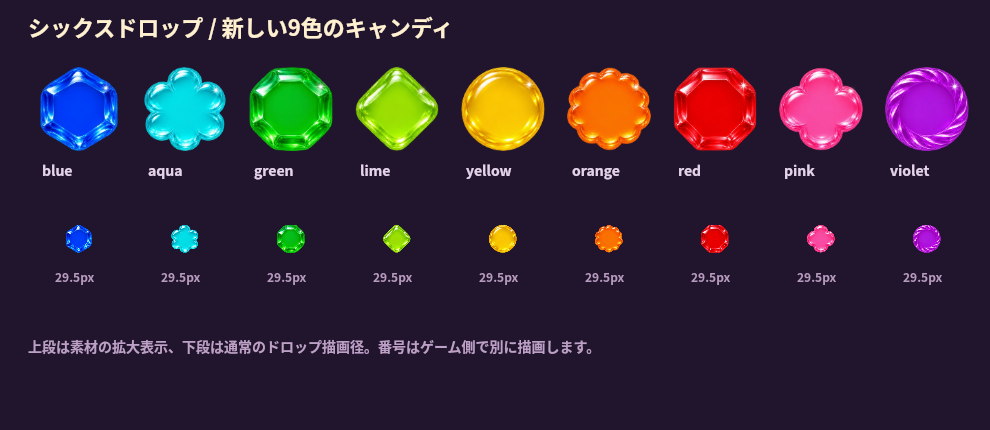 シックスドロップ / 新しい9色のキャンディ
blue aqua green lime yellow orange red pink violet
29.5px 29.5px 29.5px 29.5px 29.5px 29.5px 29.5px 29.5px 29.5px
上段は素材の拡大表示、下段は通常のドロップ描画径。番号はゲーム側で別に描画します。